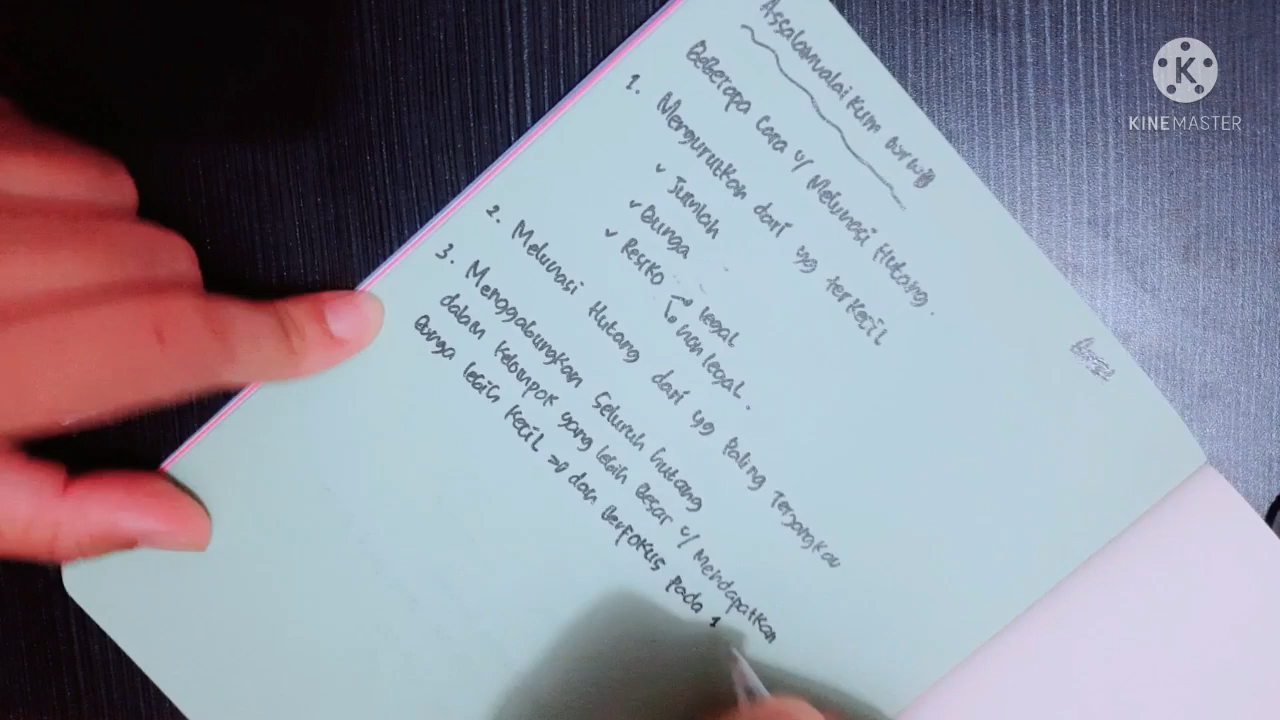 Assalamualaikum wr wb
Beberapa Cara u/ Melunasi Hutang.
1. Mengurutkan dari yg terkecil
✓ Jumlah
✓ Bunga
✓ Resiko → legal
↳ non legal.
2. Melunasi Hutang dari yg Paling Terjangkau
3. Menggabungkan Seluruh hutang
dalam kelompok yang lebih Besar u/ Mendapatkan
Bunga lebih kecil => dan Berfokus Pada 1
K
KINEMASTER